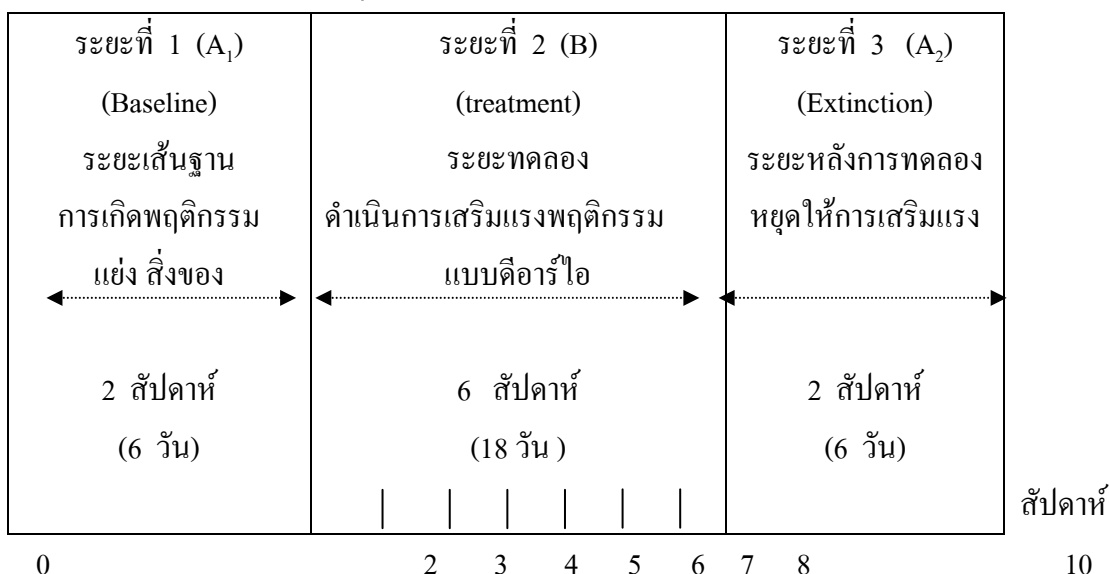 ระยะที่ 1 (A₁)
(Baseline)
ระยะเส้นฐาน
การเกิดพฤติกรรม
แย่ง สิ่งของ
2 สัปดาห์
(6 วัน)
ระยะที่ 2 (B)
(treatment)
ระยะทดลอง
ดำเนินการเสริมแรงพฤติกรรม
แบบดีอาร์ไอ
6 สัปดาห์
(18 วัน )
ระยะที่ 3 (A₂)
(Extinction)
ระยะหลังการทดลอง
หยุดให้การเสริมแรง
2 สัปดาห์
(6 วัน)
สัปดาห์
0 2 3 4 5 6 7 8 10